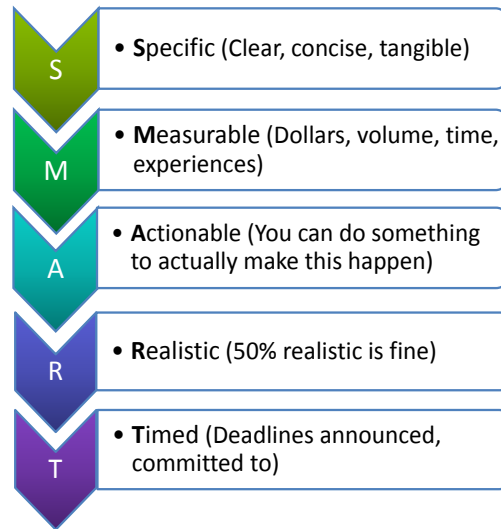 S
• Specific (Clear, concise, tangible)
M
• Measurable (Dollars, volume, time,
experiences)
A
• Actionable (You can do something
to actually make this happen)
R
• Realistic (50% realistic is fine)
T
• Timed (Deadlines announced,
committed to)